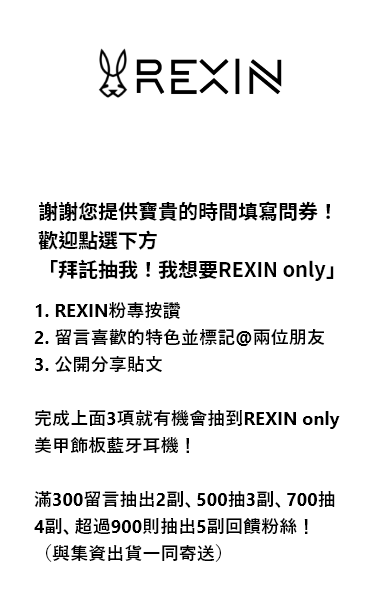 REXIN
謝謝您提供寶貴的時間填寫問券！
歡迎點選下方
「拜託抽我！我想要REXIN only」
1. REXIN粉專按讚
2. 留言喜歡的特色並標記@兩位朋友
3. 公開分享貼文
完成上面3項就有機會抽到REXIN only
美甲飾板藍牙耳機！
滿300留言抽出2副、500抽3副、700抽
4副、超過900則抽出5副回饋粉絲！
（與集資出貨一同寄送）